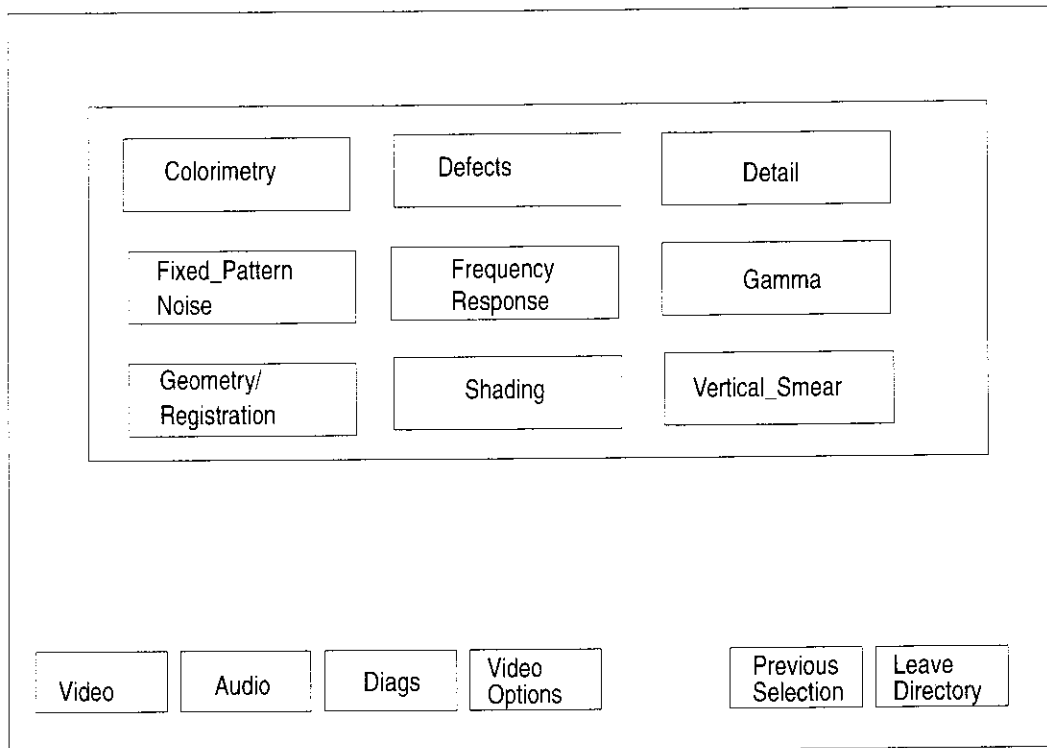 Colorimetry
Defects
Detail
Fixed_Pattern
Noise
Frequency
Response
Gamma
Geometry/
Registration
Shading
Vertical_Smear
Video
Audio
Diags
Video
Options
Previous
Selection
Leave
Directory